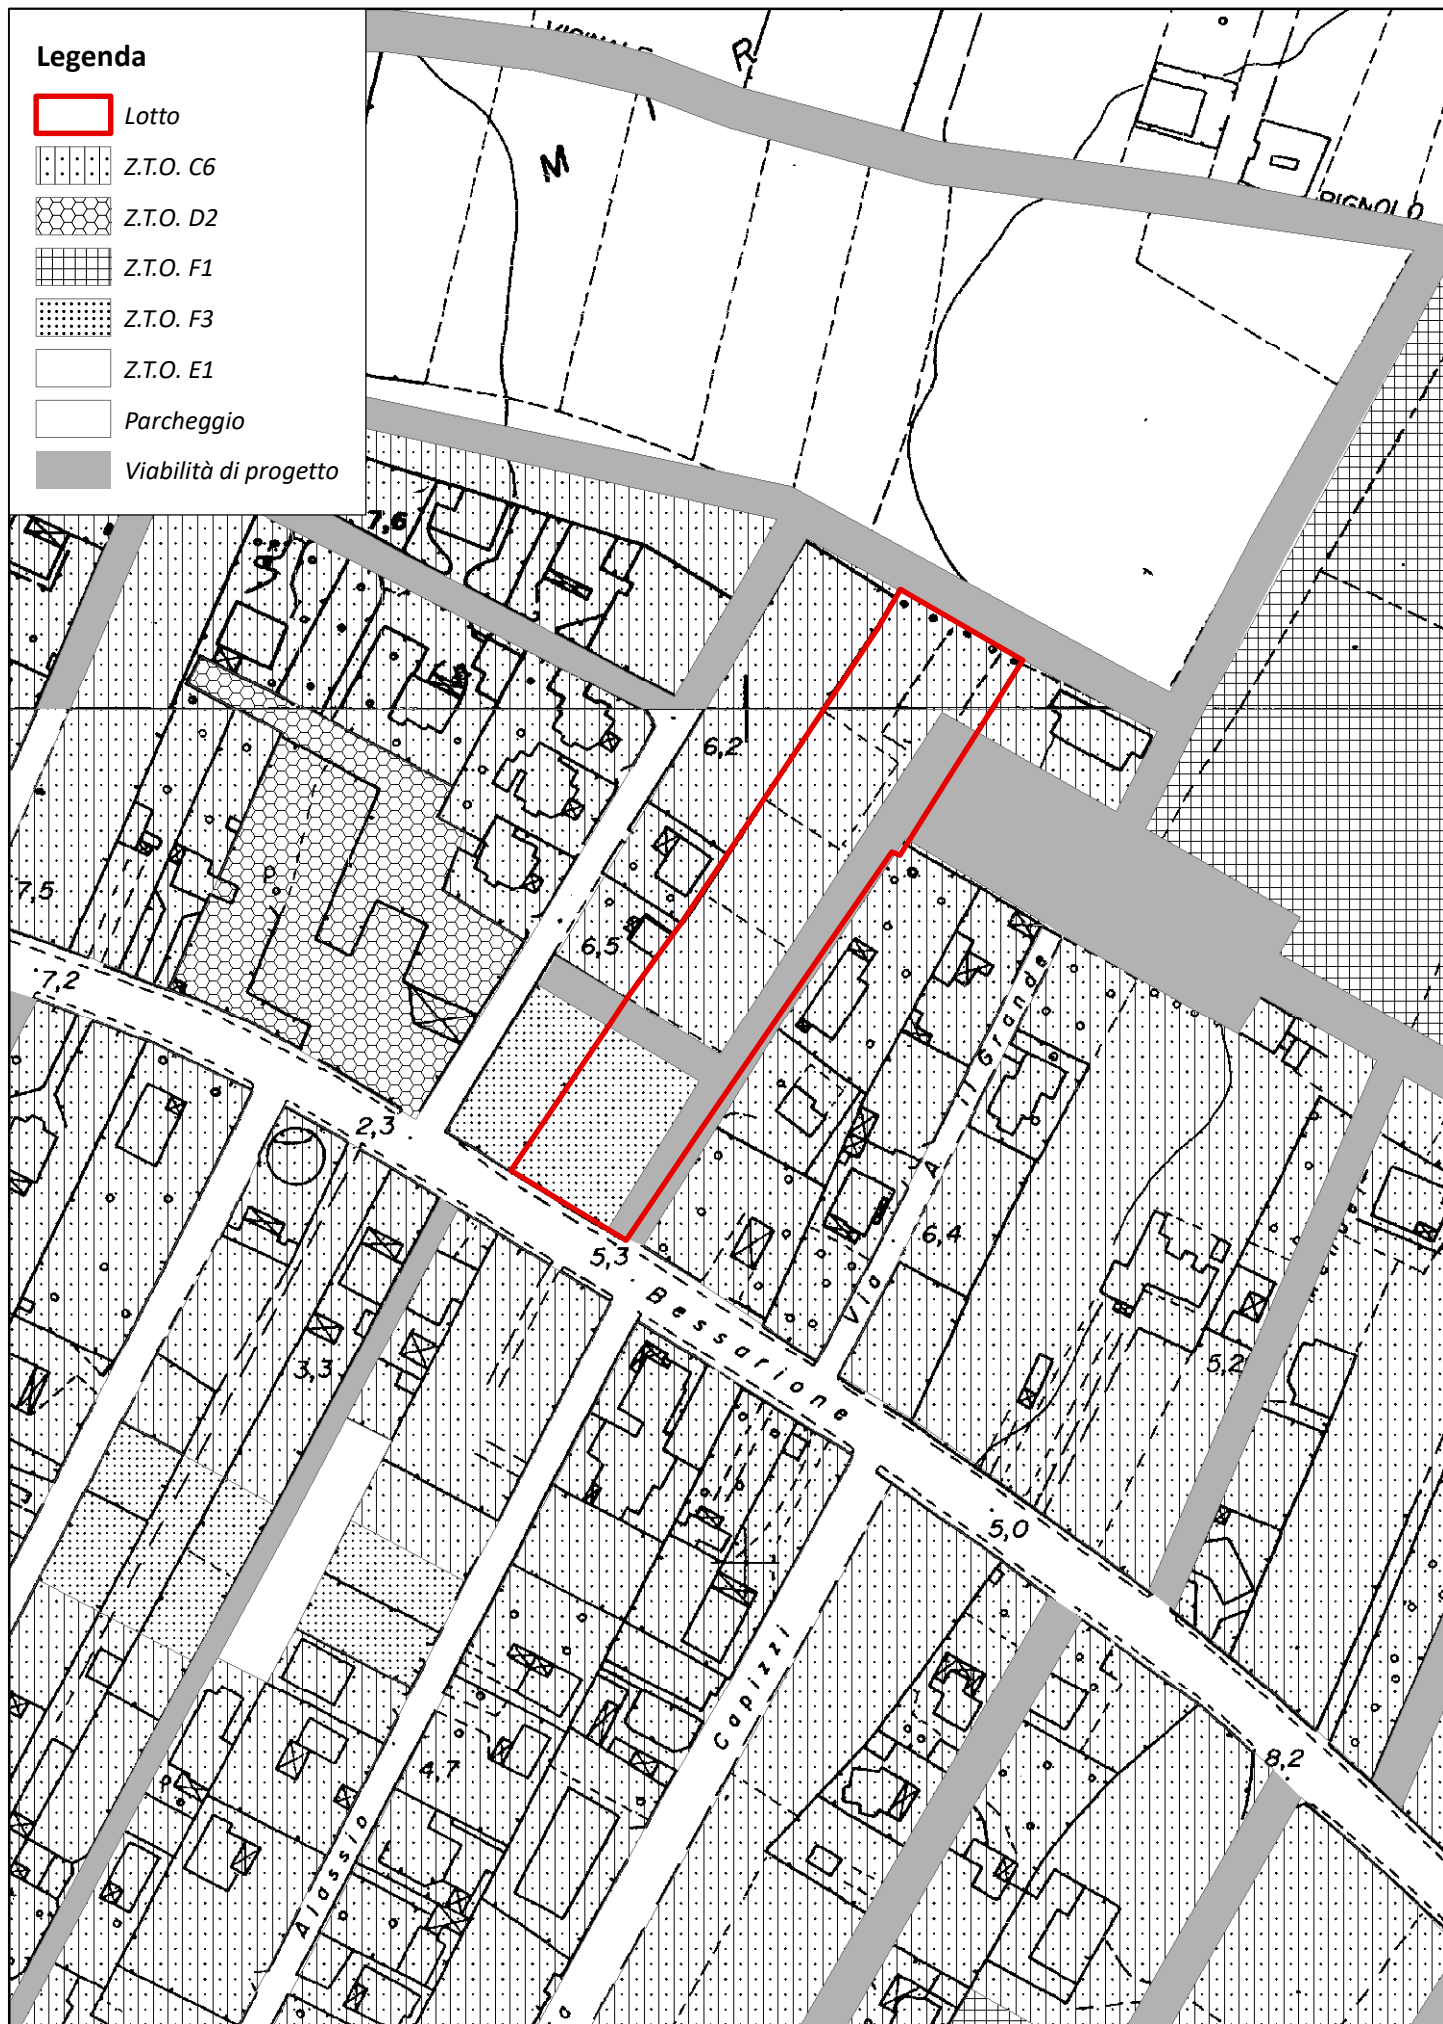 Legenda
Lotto
Z.T.O. C6
Z.T.O. D2
Z.T.O. F1
Z.T.O. F3
Z.T.O. E1
Parcheggio
Viabilità di progetto
R
M
7,6
6,2
7,5
6,5
7,2
2,3
5,3
Bessarione
Via A. Il Grande
6,4
5,2
3,3
5,0
Capizzi
4,7
Alassio
8,2